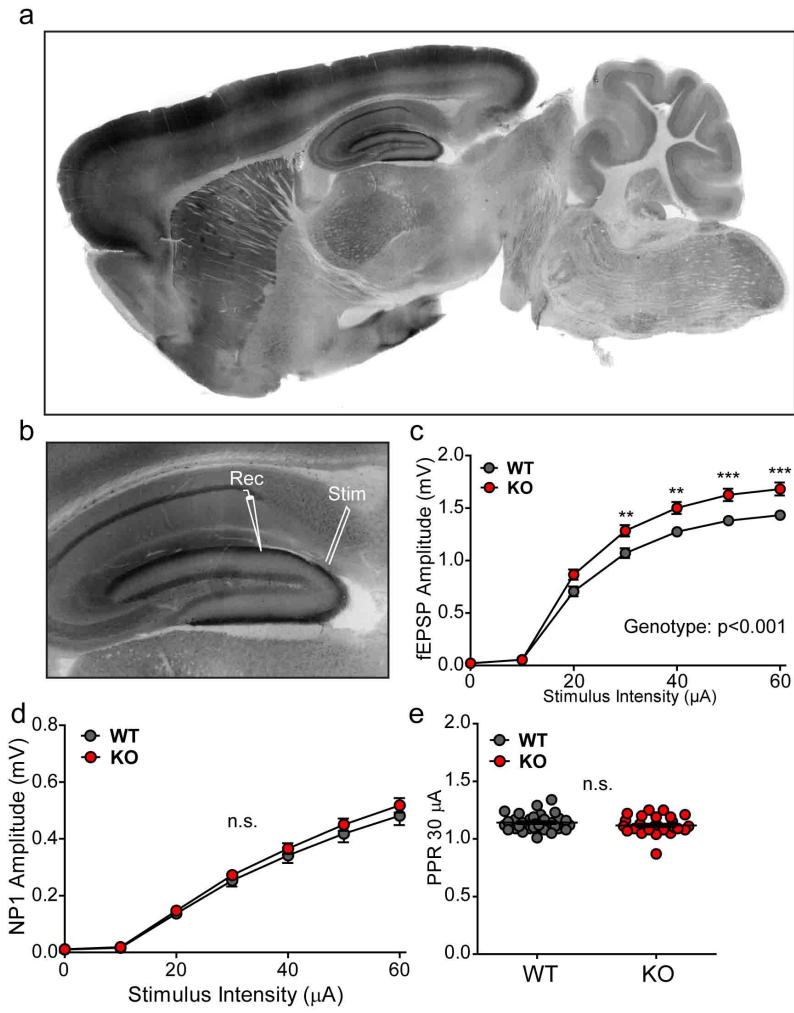 a
b
Rec
Stim
c
WT
KO
fEPSP Amplitude (mV)
2.0
1.5
1.0
0.5
0.0
**
**
***
***
Genotype: p<0.001
0
20
40
60
Stimulus Intensity (μA)
d
WT
KO
NP1 Amplitude (mV)
0.8
0.6
0.4
0.2
0.0
n.s.
0
20
40
60
Stimulus Intensity (μA)
e
WT
KO
PPR 30 μA
2.0
1.5
1.0
0.5
0.0
n.s.
WT
KO